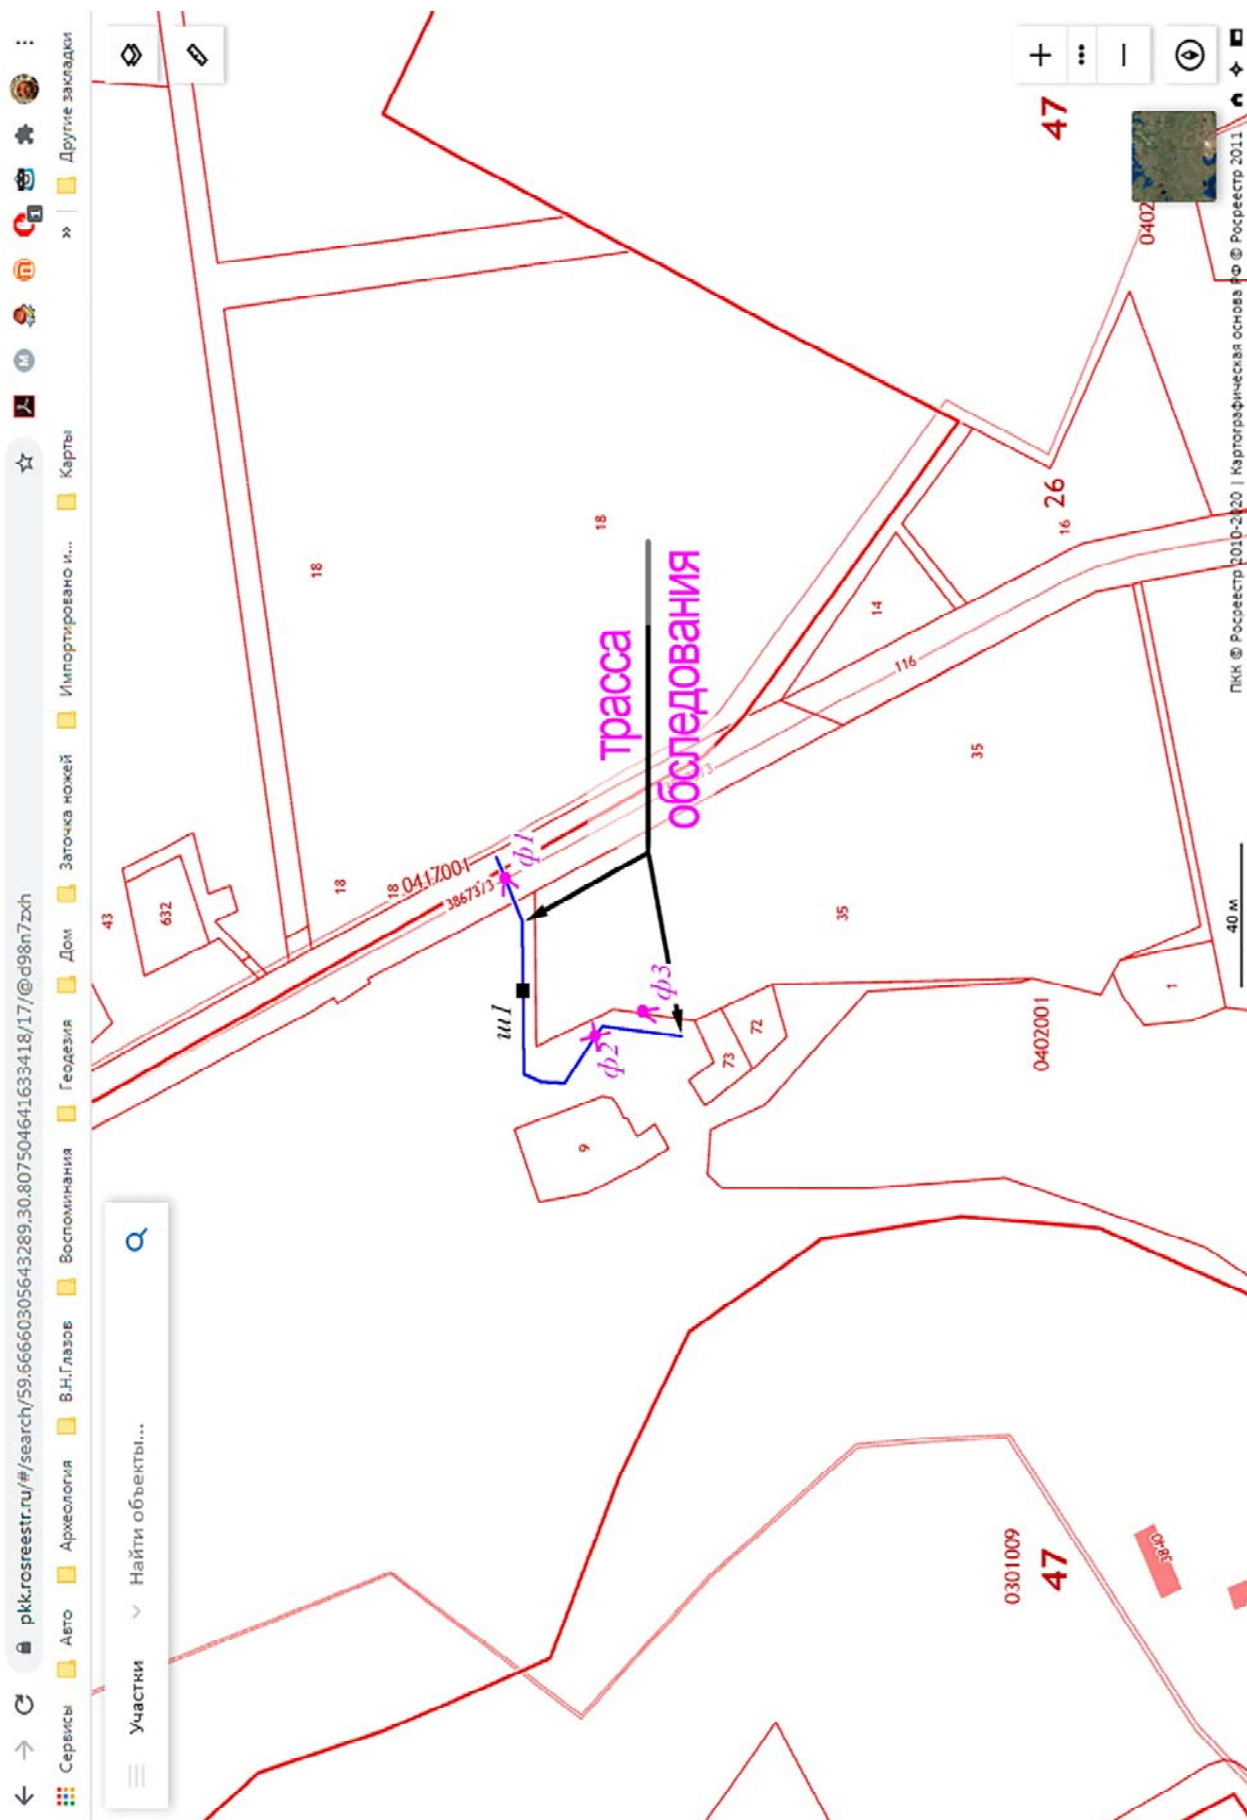 pkk.rosreestr.ru/#/search/59.66660305643289,30.807504641633418/17/@d98n7zxh
Сервисы Авто Археология В.Н.Глазов Воспоминания Геодезия Дом Заточка ножей Импортировано и... Карты » Другие закладки
Участки Найти объекты...
43
632
18
18
18
0417001
38673/3
18
трасса
обследования
ф1
ш1
ф2
ф3
9
73
72
35
35
116
14
16
26
47
0402
1
0402001
0301009
47
38-40
40 м
ПКК © Росреестр 2010-2020 | Картографическая основа РФ © Росреестр 2011